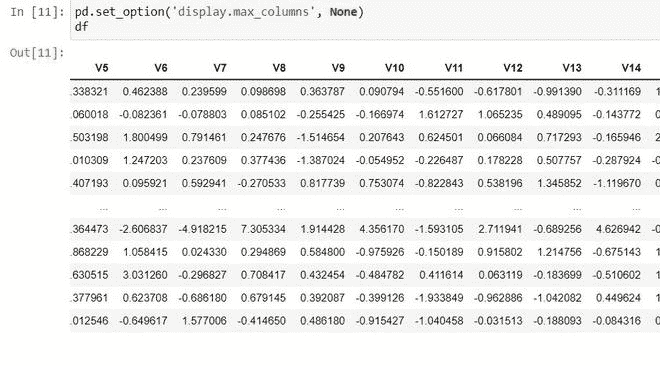 In [11]: pd.set_option('display.max_columns', None)
df
Out[11]:
V5 V6 V7 V8 V9 V10 V11 V12 V13 V14
.338321 0.462388 0.239599 0.098698 0.363787 0.090794 -0.551600 -0.617801 -0.991390 -0.311169 1
.060018 -0.082361 -0.078803 0.085102 -0.255425 -0.166974 1.612727 1.065235 0.489095 -0.143772 0
.503198 1.800499 0.791461 0.247676 -1.514654 0.207643 0.624501 0.066084 0.717293 -0.165946 2
.010309 1.247203 0.237609 0.377436 -1.387024 -0.054952 -0.226487 0.178228 0.507757 -0.287924 -0
.407193 0.095921 0.592941 -0.270533 0.817739 0.753074 -0.822843 0.538196 1.345852 -1.119670 0
... ... ... ... ... ... ... ... ... ...
.364473 -2.606837 -4.918215 7.305334 1.914428 4.356170 -1.593105 2.711941 -0.689256 4.626942 -0
.868229 1.058415 0.024330 0.294869 0.584800 -0.975926 -0.150189 0.915802 1.214756 -0.675143 1
.630515 3.031260 -0.296827 0.708417 0.432454 -0.484782 0.411614 0.063119 -0.183699 -0.510602 1
.377961 0.623708 -0.686180 0.679145 0.392087 -0.399126 -1.933849 -0.962886 -1.042082 0.449624 1
.012546 -0.649617 1.577006 -0.414650 0.486180 -0.915427 -1.040458 -0.031513 -0.188093 -0.084316 0